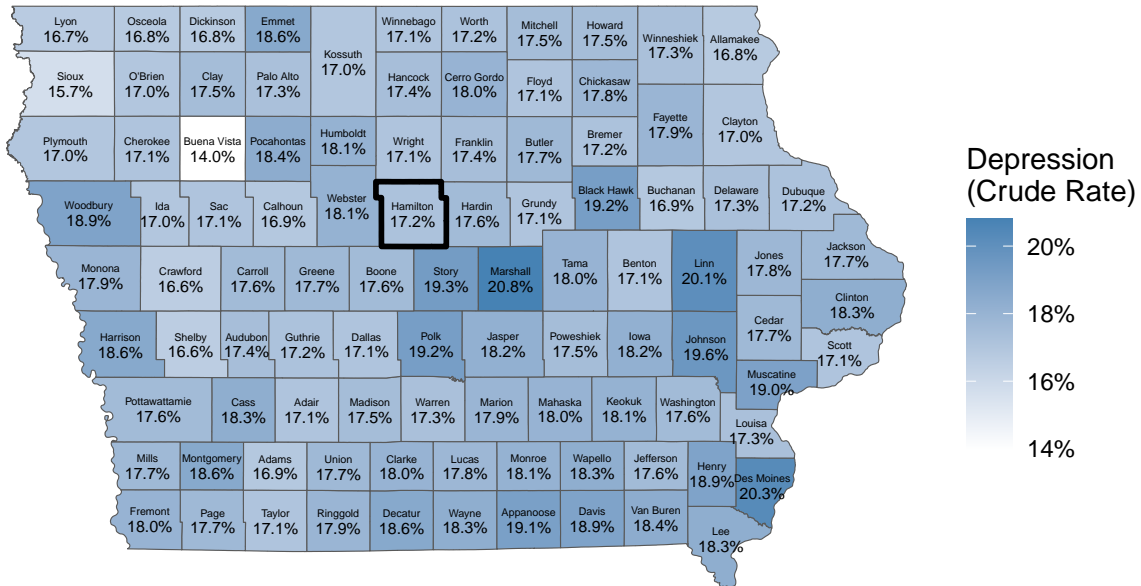 Lyon
16.7%
Osceola
16.8%
Dickinson
16.8%
Emmet
18.6%
Kossuth
17.0%
Winnebago
17.1%
Worth
17.2%
Mitchell
17.5%
Howard
17.5%
Winneshiek
17.3%
Allamakee
16.8%
Sioux
15.7%
O'Brien
17.0%
Clay
17.5%
Palo Alto
17.3%
Hancock
17.4%
Cerro Gordo
18.0%
Floyd
17.1%
Chickasaw
17.8%
Fayette
17.9%
Clayton
17.0%
Plymouth
17.0%
Cherokee
17.1%
Buena Vista
14.0%
Pocahontas
18.4%
Humboldt
18.1%
Wright
17.1%
Franklin
17.4%
Butler
17.7%
Bremer
17.2%
Woodbury
18.9%
Ida
17.0%
Sac
17.1%
Calhoun
16.9%
Webster
18.1%
Hamilton
17.2%
Hardin
17.6%
Grundy
17.1%
Black Hawk
19.2%
Buchanan
16.9%
Delaware
17.3%
Dubuque
17.2%
Monona
17.9%
Crawford
16.6%
Carroll
17.6%
Greene
17.7%
Boone
17.6%
Story
19.3%
Marshall
20.8%
Tama
18.0%
Benton
17.1%
Linn
20.1%
Jones
17.8%
Jackson
17.7%
Clinton
18.3%
Harrison
18.6%
Shelby
16.6%
Audubon
17.4%
Guthrie
17.2%
Dallas
17.1%
Polk
19.2%
Jasper
18.2%
Poweshiek
17.5%
Iowa
18.2%
Johnson
19.6%
Cedar
17.7%
Scott
17.1%
Muscatine
19.0%
Pottawattamie
17.6%
Cass
18.3%
Adair
17.1%
Madison
17.5%
Warren
17.3%
Marion
17.9%
Mahaska
18.0%
Keokuk
18.1%
Washington
17.6%
Louisa
17.3%
Mills
17.7%
Montgomery
18.6%
Adams
16.9%
Union
17.7%
Clarke
18.0%
Lucas
17.8%
Monroe
18.1%
Wapello
18.3%
Jefferson
17.6%
Henry
18.9%
Des Moines
20.3%
Fremont
18.0%
Page
17.7%
Taylor
17.1%
Ringgold
17.9%
Decatur
18.6%
Wayne
18.3%
Appanoose
19.1%
Davis
18.9%
Van Buren
18.4%
Lee
18.3%
Depression
(Crude Rate)
20%
18%
16%
14%